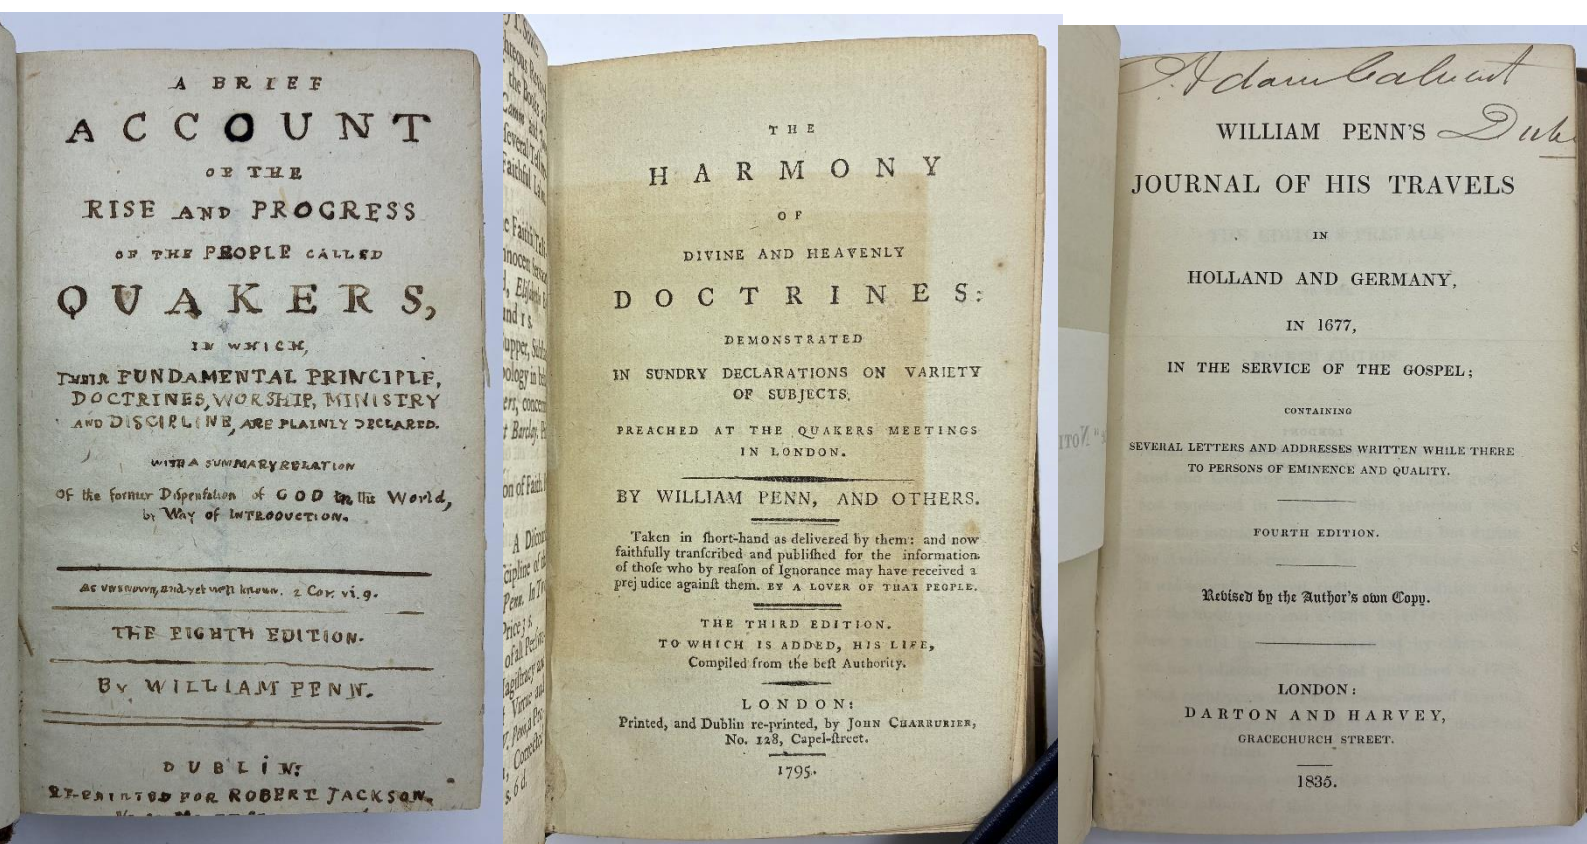 A BRIEF
ACCOUNT
OF THE
RISE AND PROGRESS
OF THE PEOPLE CALLED
QUAKERS,
IN WHICH,
THEIR FUNDAMENTAL PRINCIPLE,
DOCTRINES, WORSHIP, MINISTRY
AND DISCIPLINE, ARE PLAINLY DECLARED.
WITH A SUMMARY RELATION
Of the former Dispensation of GOD in the World,
by Way of INTRODUCTION.
As unknown, and yet well known. 2 Cor. vi. 9.
THE EIGHTH EDITION.
By WILLIAM PENN.
DUBLiN:
RE-PRINTED FOR ROBERT JACKSON,
THE
HARMONY
OF
DIVINE AND HEAVENLY
DOCTRINES:
DEMONSTRATED
IN SUNDRY DECLARATIONS ON VARIETY
OF SUBJECTS.
PREACHED AT THE QUAKERS MEETINGS
IN LONDON.
BY WILLIAM PENN, AND OTHERS.
Taken in ſhort-hand as delivered by them: and now
faithfully tranſcribed and publiſhed for the information
of thoſe who by reaſon of Ignorance may have received a
prejudice againſt them. BY A LOVER OF THAT PEOPLE.
THE THIRD EDITION.
TO WHICH IS ADDED, HIS LIFE,
Compiled from the beſt Authority.
LONDON:
Printed, and Dublin re-printed, by JOHN CHARRURIER,
No. 128, Capel-ſtreet.
1795.
Adam Calvert
WILLIAM PENN'S
JOURNAL OF HIS TRAVELS
IN
HOLLAND AND GERMANY,
IN 1677,
IN THE SERVICE OF THE GOSPEL;
CONTAINING
SEVERAL LETTERS AND ADDRESSES WRITTEN WHILE THERE
TO PERSONS OF EMINENCE AND QUALITY.
FOURTH EDITION.
Revised by the Author's own Copy.
LONDON:
DARTON AND HARVEY,
GRACECHURCH STREET.
1835.